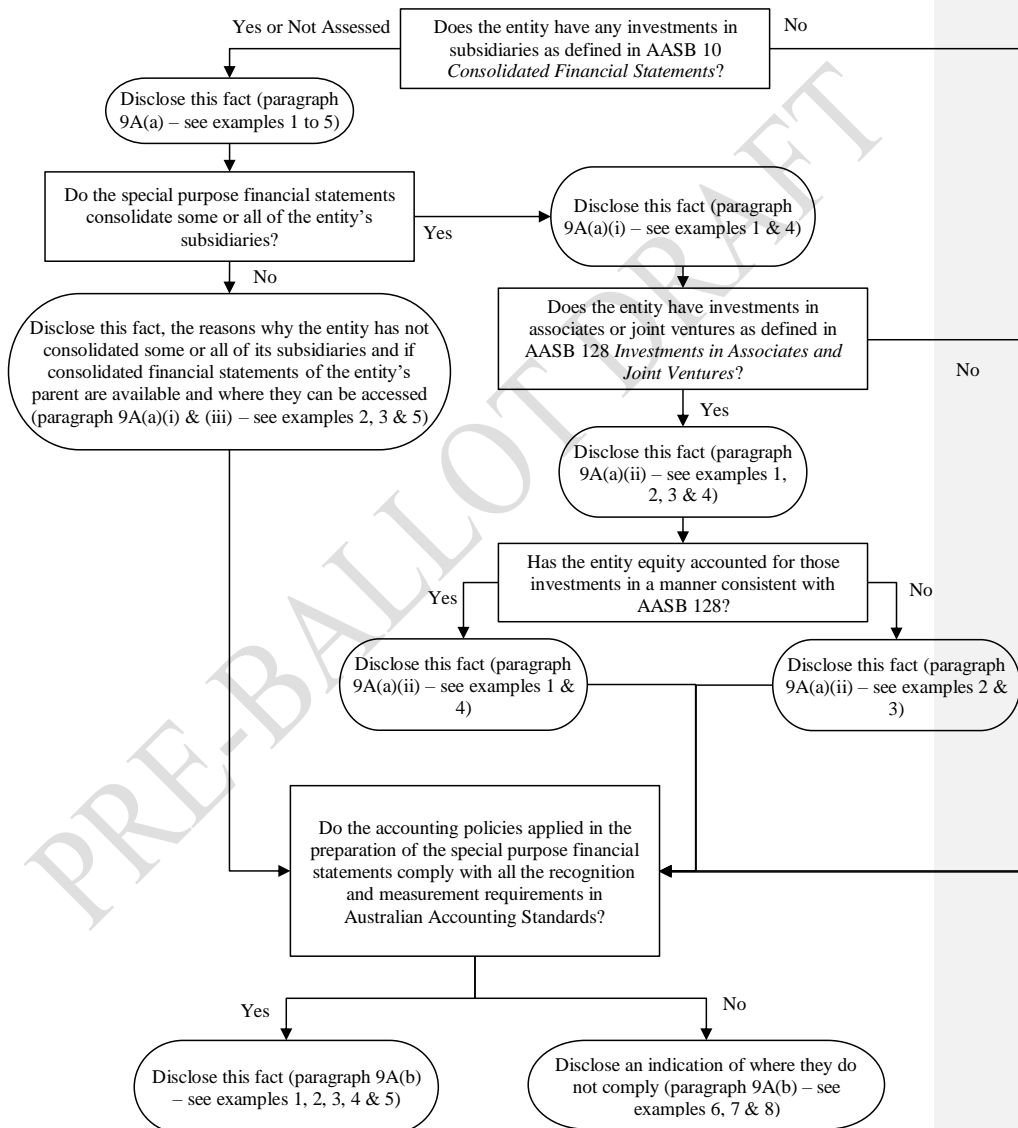 Yes or Not Assessed
Does the entity have any investments in
subsidiaries as defined in AASB 10
Consolidated Financial Statements?
No
Disclose this fact (paragraph
9A(a) – see examples 1 to 5)
Do the special purpose financial statements
consolidate some or all of the entity’s
subsidiaries?
Yes
Disclose this fact (paragraph
9A(a)(i) – see examples 1 & 4)
No
Disclose this fact, the reasons why the entity has not
consolidated some or all of its subsidiaries and if
consolidated financial statements of the entity’s
parent are available and where they can be accessed
(paragraph 9A(a)(i) & (iii) – see examples 2, 3 & 5)
Does the entity have investments in
associates or joint ventures as defined in
AASB 128 Investments in Associates and
Joint Ventures?
No
Yes
Disclose this fact (paragraph
9A(a)(ii) – see examples 1,
2, 3 & 4)
Has the entity equity accounted for those
investments in a manner consistent with
AASB 128?
Yes
No
Disclose this fact (paragraph
9A(a)(ii) – see examples 1 &
4)
Disclose this fact (paragraph
9A(a)(ii) – see examples 2 &
3)
Do the accounting policies applied in the
preparation of the special purpose financial
statements comply with all the recognition
and measurement requirements in
Australian Accounting Standards?
Yes
No
Disclose this fact (paragraph 9A(b)
– see examples 1, 2, 3, 4 & 5)
Disclose an indication of where they do
not comply (paragraph 9A(b) – see
examples 6, 7 & 8)
PRE-BALLOT DRAFT